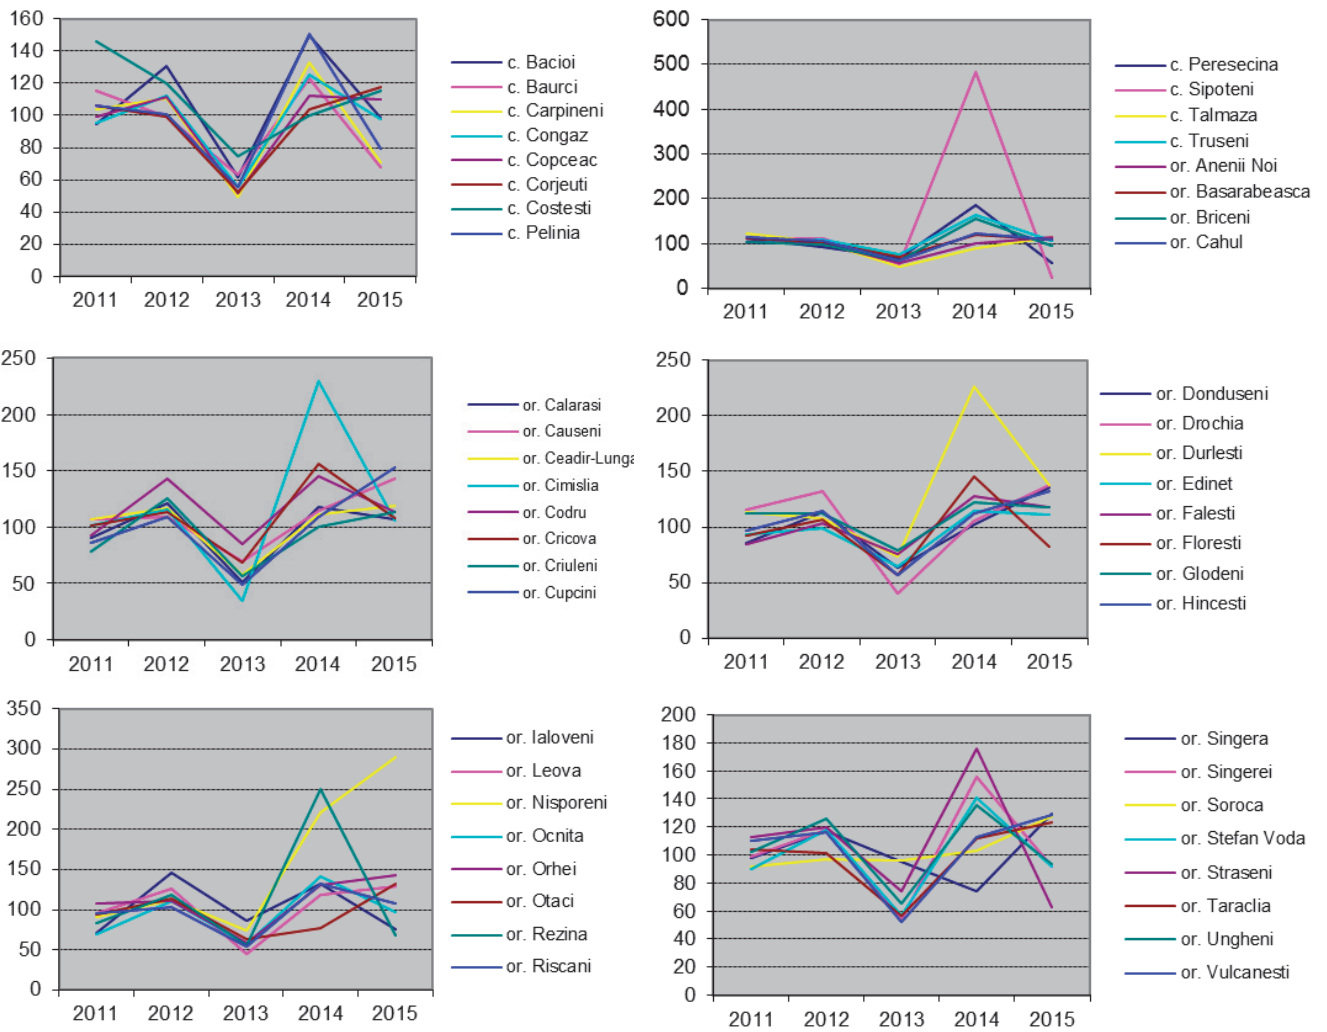 160
140
120
100
80
60
40
20
0
2011 2012 2013 2014 2015
c. Bacioi
c. Baurci
c. Carpineni
c. Congaz
c. Copceac
c. Corjeuti
c. Costesti
c. Pelinia
600
500
400
300
200
100
0
2011 2012 2013 2014 2015
c. Peresecina
c. Sipoteni
c. Talmaza
c. Truseni
or. Anenii Noi
or. Basarabeasca
or. Briceni
or. Cahul
250
200
150
100
50
0
2011 2012 2013 2014 2015
or. Calarasi
or. Causeni
or. Ceadir-Lunga
or. Cimislia
or. Codru
or. Cricova
or. Criuleni
or. Cupcini
250
200
150
100
50
0
2011 2012 2013 2014 2015
or. Donduseni
or. Drochia
or. Durlesti
or. Edinet
or. Falesti
or. Floresti
or. Glodeni
or. Hincesti
350
300
250
200
150
100
50
0
2011 2012 2013 2014 2015
or. Ialoveni
or. Leova
or. Nisporeni
or. Ocnita
or. Orhei
or. Otaci
or. Rezina
or. Riscani
200
180
160
140
120
100
80
60
40
20
0
2011 2012 2013 2014 2015
or. Singera
or. Singerei
or. Soroca
or. Stefan Voda
or. Straseni
or. Taraclia
or. Ungheni
or. Vulcanesti